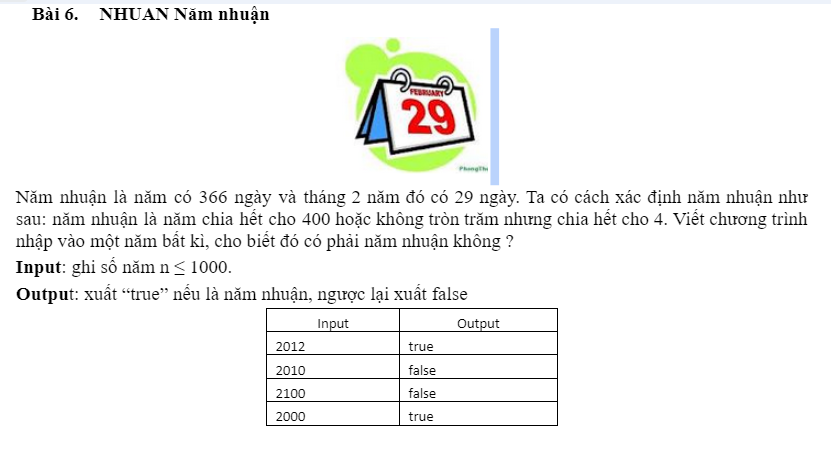 Bài 6. NHUAN Năm nhuận
FEBRUARY
29
PhongThi
Năm nhuận là năm có 366 ngày và tháng 2 năm đó có 29 ngày. Ta có cách xác định năm nhuận như
sau: năm nhuận là năm chia hết cho 400 hoặc không tròn trăm nhưng chia hết cho 4. Viết chương trình
nhập vào một năm bất kì, cho biết đó có phải năm nhuận không ?
Input: ghi số năm n ≤ 1000.
Output: xuất “true” nếu là năm nhuận, ngược lại xuất false
Input Output
2012 true
2010 false
2100 false
2000 true